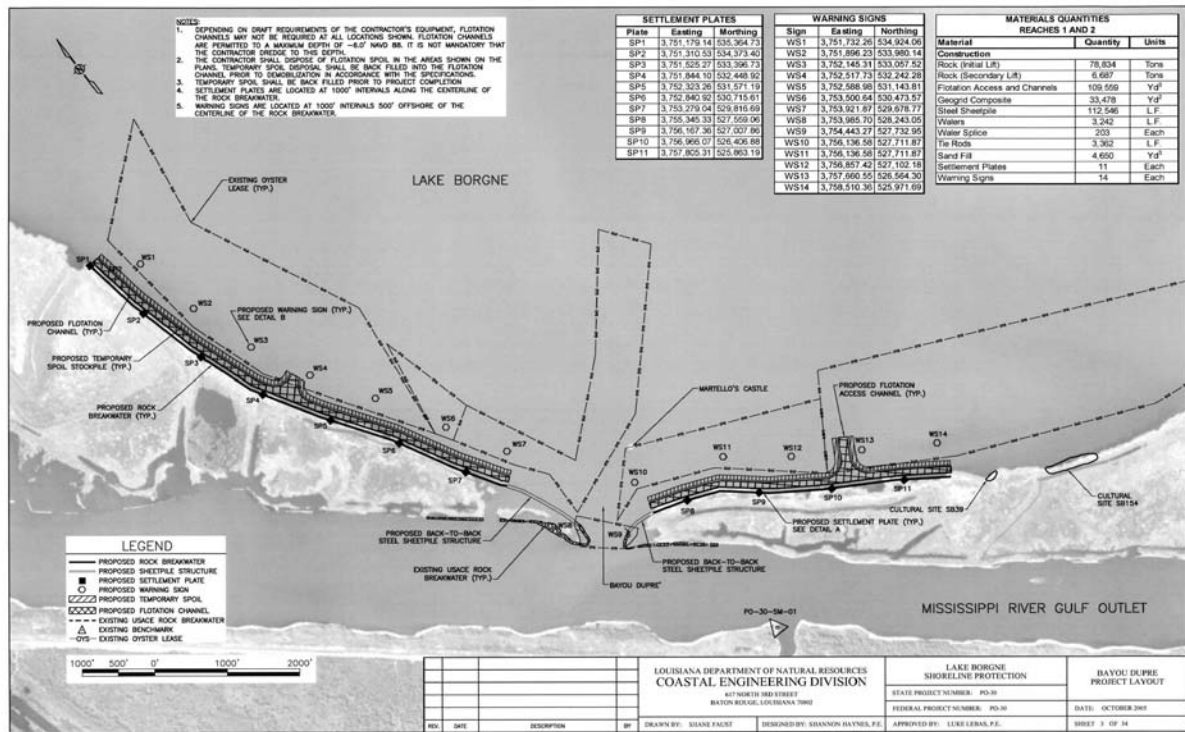 NOTES:
1. DEPENDING ON DRAFT REQUIREMENTS OF THE CONTRACTOR'S EQUIPMENT, FLOTATION
CHANNELS MAY NOT BE REQUIRED AT ALL LOCATIONS SHOWN. FLOTATION CHANNELS
ARE PERMITTED TO A MAXIMUM DEPTH OF -6.0' NAVD 88. IT IS NOT MANDATORY THAT
THE CONTRACTOR DREDGE TO THIS DEPTH.
2. THE CONTRACTOR SHALL DISPOSE OF FLOTATION SPOIL IN THE AREAS SHOWN ON THE
PLANS. TEMPORARY SPOIL DISPOSAL SHALL BE BACK FILLED INTO THE FLOTATION
CHANNEL PRIOR TO DEMOBILIZATION IN ACCORDANCE WITH THE SPECIFICATIONS.
3. TEMPORARY SPOIL SHALL BE BACK FILLED PRIOR TO PROJECT COMPLETION
4. SETTLEMENT PLATES ARE LOCATED AT 1000' INTERVALS ALONG THE CENTERLINE OF
THE ROCK BREAKWATER.
5. WARNING SIGNS ARE LOCATED AT 1000' INTERVALS 500' OFFSHORE OF THE
CENTERLINE OF THE ROCK BREAKWATER.
SETTLEMENT PLATES
Plate Easting Northing
SP1 3,751,179.14 535,364.73
SP2 3,751,310.53 534,373.40
SP3 3,751,525.27 533,396.73
SP4 3,751,844.10 532,448.92
SP5 3,752,323.26 531,571.19
SP6 3,752,840.92 530,715.61
SP7 3,753,279.04 529,816.69
SP8 3,755,345.33 527,559.06
SP9 3,756,167.36 527,007.86
SP10 3,756,966.07 526,406.88
SP11 3,757,805.31 525,863.19
WARNING SIGNS
Sign Easting Northing
WS1 3,751,732.26 534,924.06
WS2 3,751,896.23 533,980.14
WS3 3,752,145.31 533,057.52
WS4 3,752,517.73 532,242.28
WS5 3,752,588.98 531,143.81
WS6 3,753,500.64 530,473.57
WS7 3,753,921.87 529,678.77
WS8 3,753,985.70 528,243.05
WS9 3,754,443.27 527,732.95
WS10 3,756,136.58 527,711.87
WS11 3,756,136.58 527,711.87
WS12 3,756,857.42 527,102.18
WS13 3,757,660.55 526,564.30
WS14 3,758,510.36 525,971.69
MATERIALS QUANTITIES
REACHES 1 AND 2
Material Quantity Units
Construction
Rock (Initial Lift) 78,834 Tons
Rock (Secondary Lift) 6,687 Tons
Flotation Access and Channels 109,559 Yd³
Geogrid Composite 33,478 Yd²
Steel Sheetpile 112,546 L.F.
Walers 3,242 L.F.
Waler Splice 203 Each
Tie Rods 3,362 L.F.
Sand Fill 4,650 Yd³
Settlement Plates 11 Each
Warning Signs 14 Each
EXISTING OYSTER
LEASE (TYP.)
LAKE BORGNE
SP1
WS1
WS2
SP2
PROPOSED FLOTATION
CHANNEL (TYP.)
PROPOSED WARNING SIGN (TYP.)
SEE DETAIL B
WS3
PROPOSED TEMPORARY
SPOIL STOCKPILE (TYP.)
SP3
WS4
PROPOSED ROCK
BREAKWATER (TYP.)
SP4
WS5
SP5
WS6
SP6
WS7
SP7
MARTELLO'S CASTLE
PROPOSED FLOTATION
ACCESS CHANNEL (TYP.)
WS10
WS11
WS12
WS13
WS14
SP8
SP9
SP10
SP11
CULTURAL SITE SB39
CULTURAL
SITE SB154
PROPOSED SETTLEMENT PLATE (TYP.)
SEE DETAIL A
WS8
WS9
PROPOSED BACK-TO-BACK
STEEL SHEETPILE STRUCTURE
EXISTING USACE ROCK
BREAKWATER (TYP.)
PROPOSED BACK-TO-BACK
STEEL SHEETPILE STRUCTURE
BAYOU DUPRE'
PO-30-SM-01
MISSISSIPPI RIVER GULF OUTLET
LEGEND
PROPOSED ROCK BREAKWATER
PROPOSED SHEETPILE STRUCTURE
PROPOSED SETTLEMENT PLATE
PROPOSED WARNING SIGN
PROPOSED TEMPORARY SPOIL
PROPOSED FLOTATION CHANNEL
EXISTING USACE ROCK BREAKWATER
EXISTING BENCHMARK
OYS EXISTING OYSTER LEASE
1000' 500' 0' 1000' 2000'
REV. DATE DESCRIPTION BY
LOUISIANA DEPARTMENT OF NATURAL RESOURCES
COASTAL ENGINEERING DIVISION
617 NORTH 3RD STREET
BATON ROUGE, LOUISIANA 70802
DRAWN BY: SHANE FAUST
DESIGNED BY: SHANNON HAYNES, P.E.
LAKE BORGNE
SHORELINE PROTECTION
STATE PROJECT NUMBER: PO-30
FEDERAL PROJECT NUMBER: PO-30
APPROVED BY: LUKE LEBAS, P.E.
BAYOU DUPRE
PROJECT LAYOUT
DATE: OCTOBER 2005
SHEET 3 OF 34